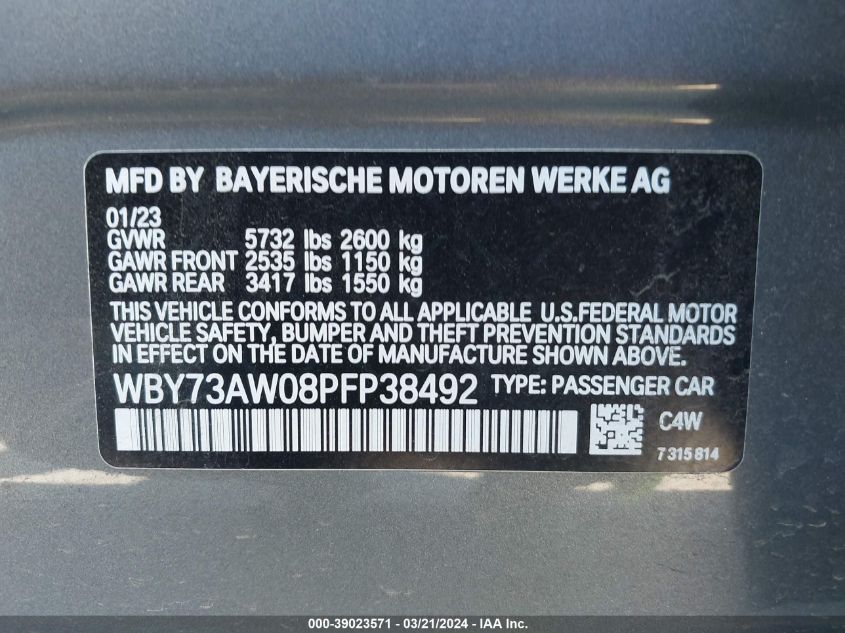 MFD BY BAYERISCHE MOTOREN WERKE AG
01/23
GVWR 5732 lbs 2600 kg
GAWR FRONT 2535 lbs 1150 kg
GAWR REAR 3417 lbs 1550 kg
THIS VEHICLE CONFORMS TO ALL APPLICABLE U.S.FEDERAL MOTOR
VEHICLE SAFETY, BUMPER AND THEFT PREVENTION STANDARDS
IN EFFECT ON THE DATE OF MANUFACTURE SHOWN ABOVE.
WBY73AW08PFP38492 TYPE: PASSENGER CAR
C4W
7 315 814
000-39023571 - 03/21/2024 - IAA Inc.